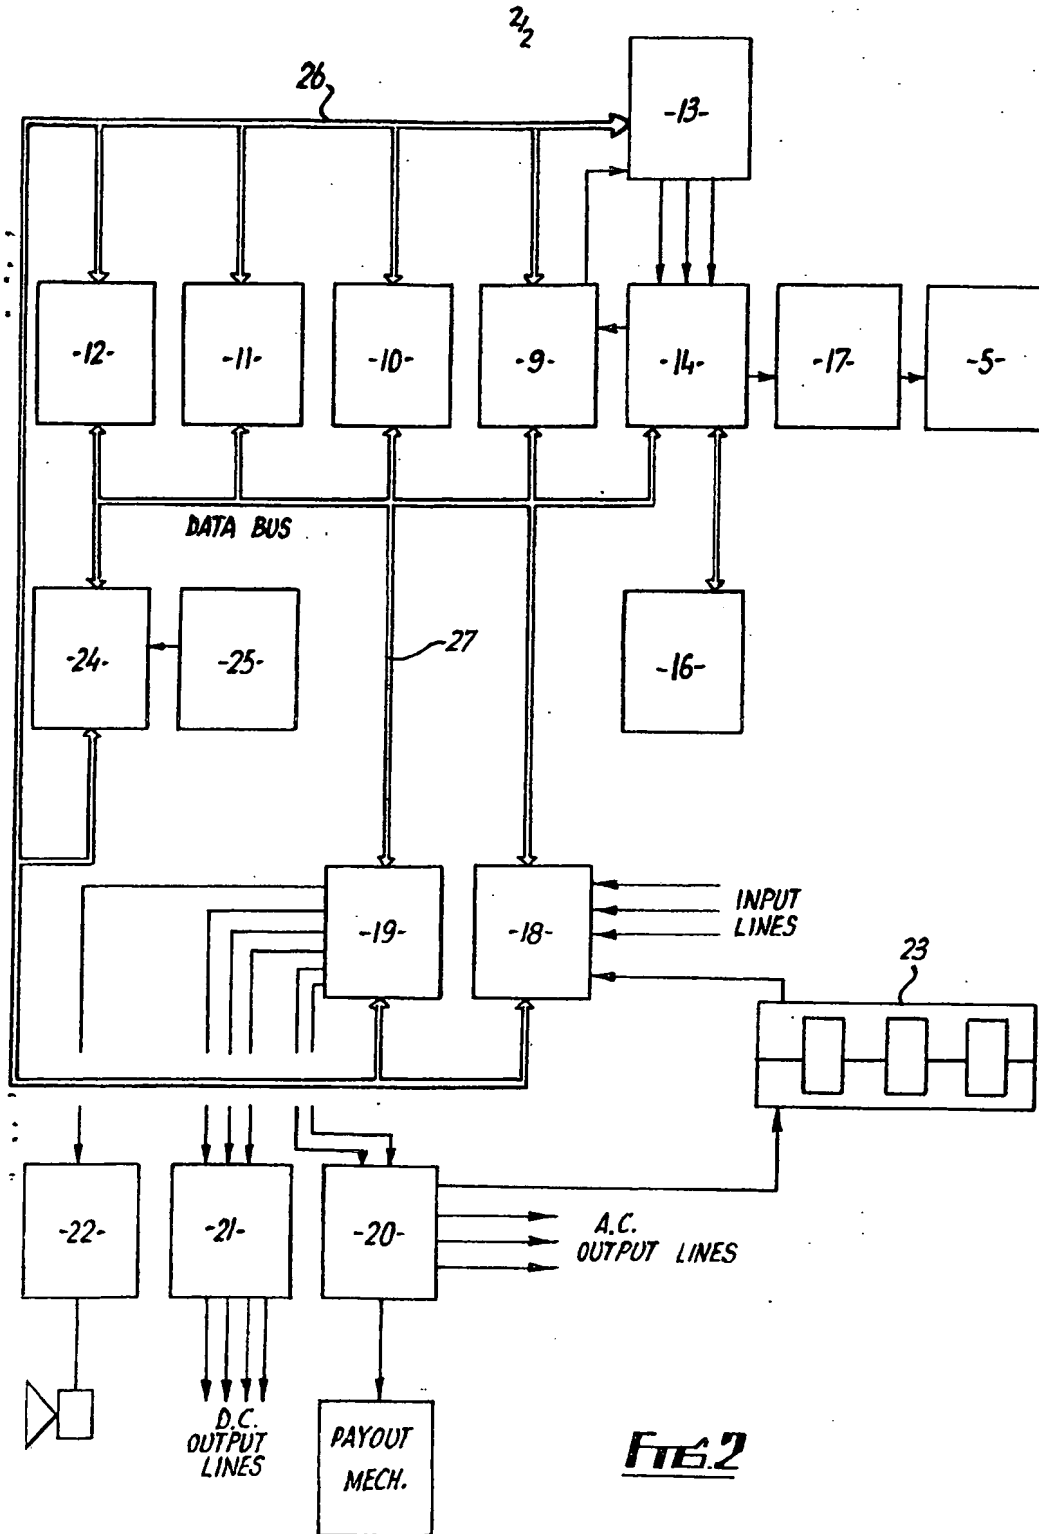 2/2
26
-13-
-12-
-11-
-10-
-9-
-14-
-17-
-5-
DATA BUS
-24-
-25-
27
-16-
-19-
-18-
INPUT
LINES
23
-22-
-21-
-20-
A.C.
OUTPUT LINES
D.C.
OUTPUT
LINES
PAYOUT
MECH.
FIG. 2